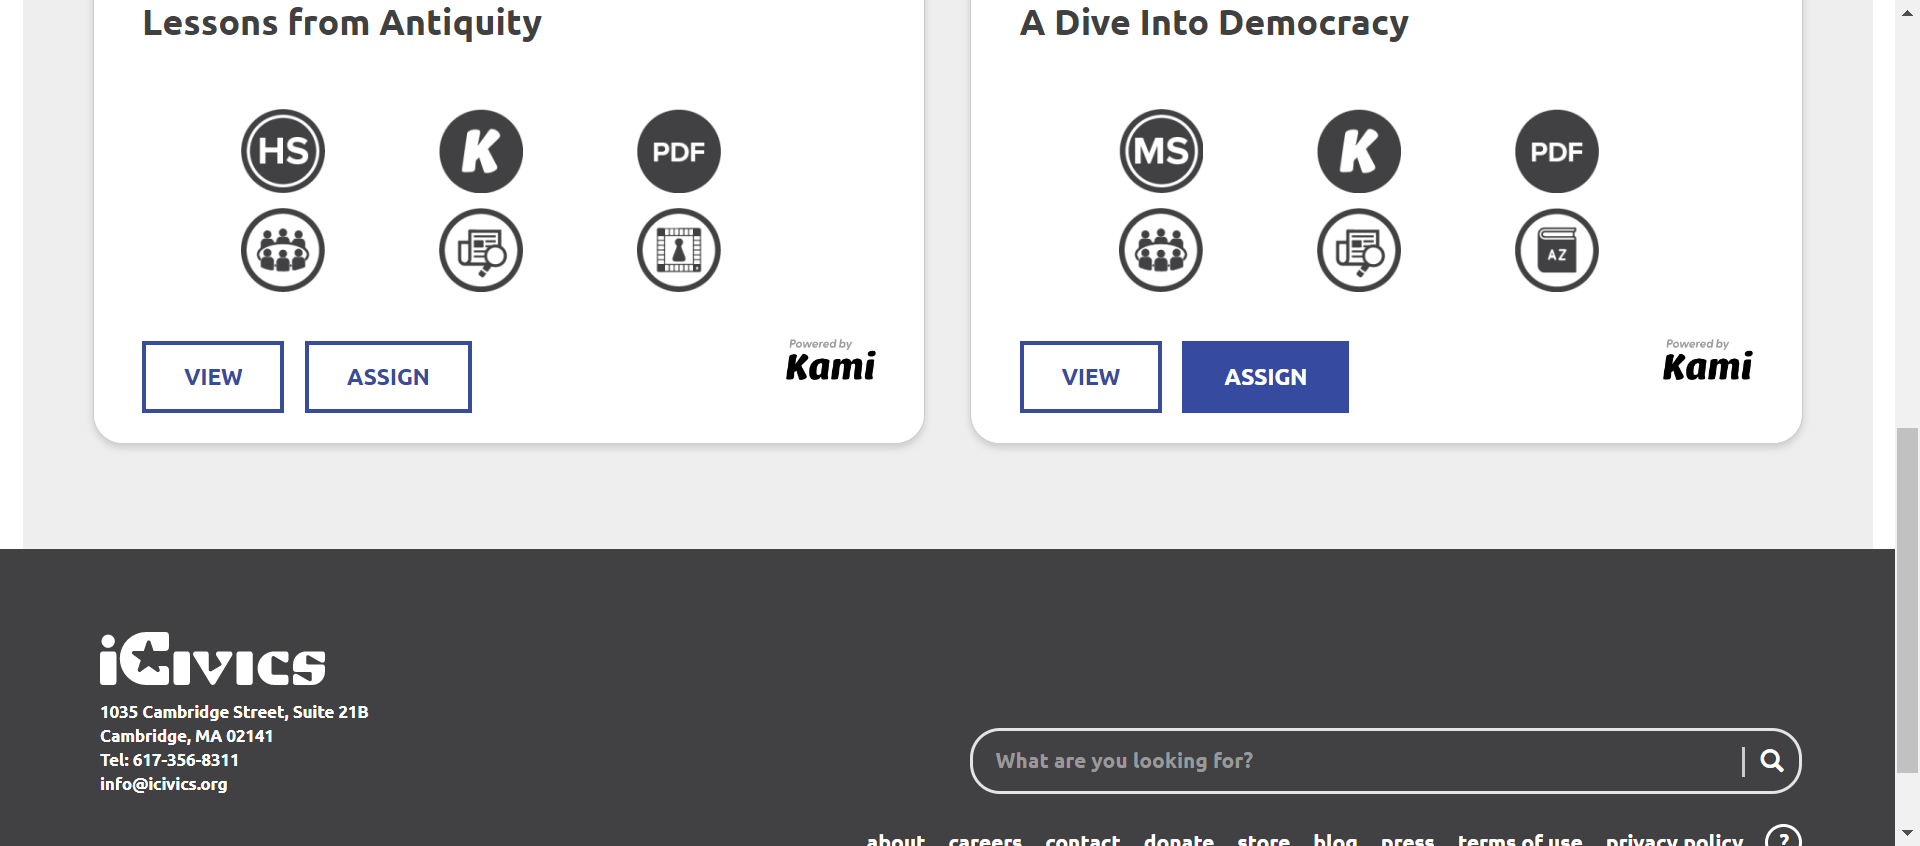 Lessons from Antiquity
HS
K
PDF
VIEW
ASSIGN
Powered by
Kami
A Dive Into Democracy
MS
K
PDF
AZ
VIEW
ASSIGN
Powered by
Kami
iCivics
1035 Cambridge Street, Suite 21B
Cambridge, MA 02141
Tel: 617-356-8311
info@icivics.org
What are you looking for?
about careers contact donate store blog press terms of use privacy policy ?